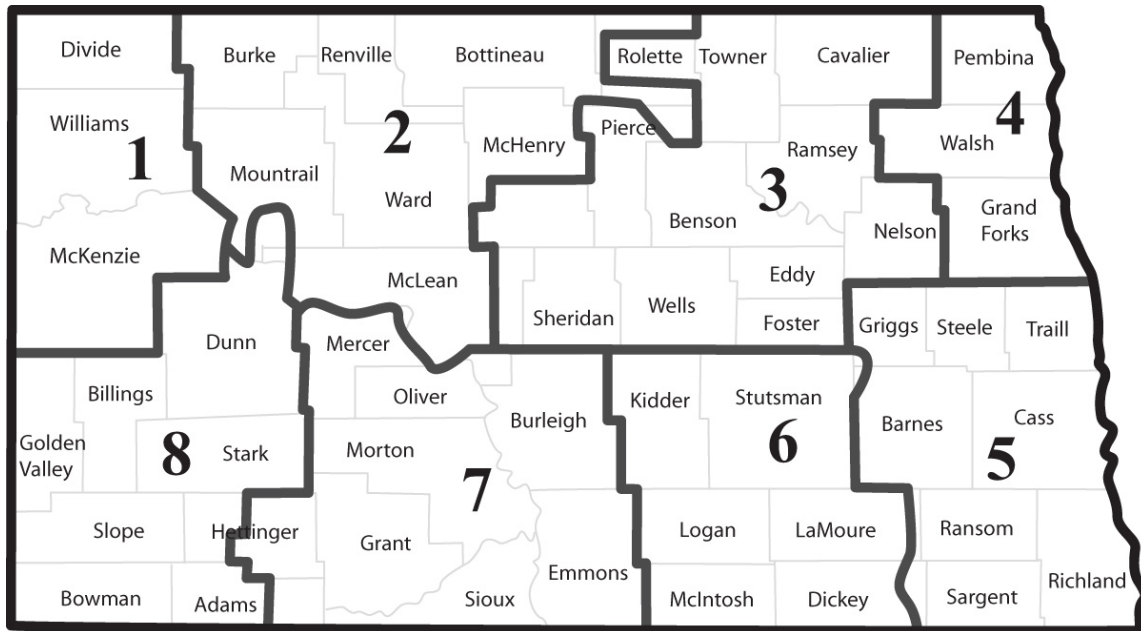 Divide
Burke
Renville
Bottineau
Rolette
Towner
Cavalier
Pembina
Williams
1
2
McHenry
Pierce
Ramsey
4
Walsh
Mountrail
Ward
3
Benson
Nelson
Grand
Forks
McKenzie
McLean
Eddy
Sheridan
Wells
Foster
Griggs
Steele
Traill
Dunn
Mercer
Billings
Oliver
Burleigh
Kidder
Stutsman
Barnes
Cass
Golden
Valley
8
Stark
Morton
7
6
5
Slope
Hettinger
Grant
Logan
LaMoure
Ransom
Emmons
Richland
Bowman
Adams
Sioux
McIntosh
Dickey
Sargent